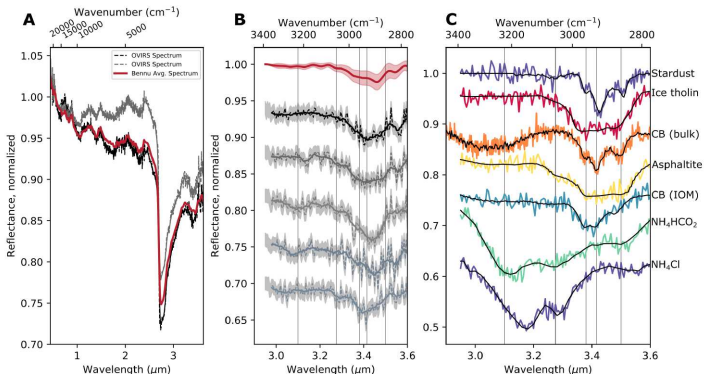 A
Wavenumber (cm⁻¹)
20000
15000
10000
5000
OVIRS Spectrum
OVIRS Spectrum
Bennu Avg. Spectrum
1.05
1.00
0.95
0.90
0.85
0.80
0.75
0.70
Reflectance, normalized
1 2 3
Wavelength (μm)
B
Wavenumber (cm⁻¹)
3400 3200 3000 2800
1.00
0.95
0.90
0.85
0.80
0.75
0.70
0.65
Reflectance, normalized
3.0 3.2 3.4 3.6
Wavelength (μm)
C
Wavenumber (cm⁻¹)
3400 3200 3000 2800
1.0
0.9
0.8
0.7
0.6
0.5
Reflectance, normalized
Stardust
Ice tholin
CB (bulk)
Asphaltite
CB (IOM)
NH₄HCO₂
NH₄Cl
3.0 3.2 3.4 3.6
Wavelength (μm)